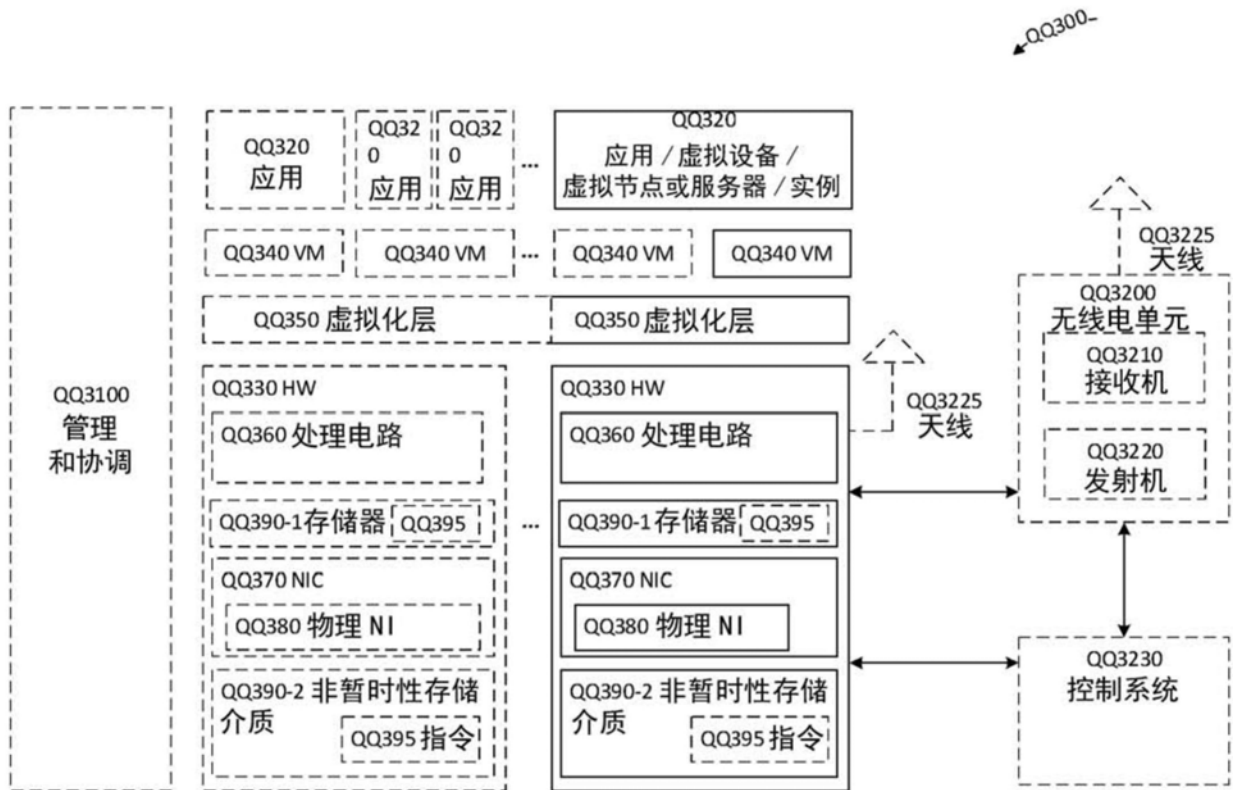 QQ300
QQ3100
管理
和协调
QQ320
应用
QQ32
0
应用
QQ32
0
应用
...
QQ320
应用 / 虚拟设备 /
虚拟节点或服务器 / 实例
QQ340 VM
QQ340 VM
...
QQ340 VM
QQ340 VM
QQ350 虚拟化层
QQ350 虚拟化层
QQ330 HW
QQ360 处理电路
QQ390-1存储器
QQ395
QQ370 NIC
QQ380 物理 NI
QQ390-2 非暂时性存储
介质
QQ395 指令
...
QQ330 HW
QQ360 处理电路
QQ390-1存储器
QQ395
QQ370 NIC
QQ380 物理 NI
QQ390-2 非暂时性存储
介质
QQ395 指令
QQ3225
天线
QQ3225
天线
QQ3200
无线电单元
QQ3210
接收机
QQ3220
发射机
QQ3230
控制系统